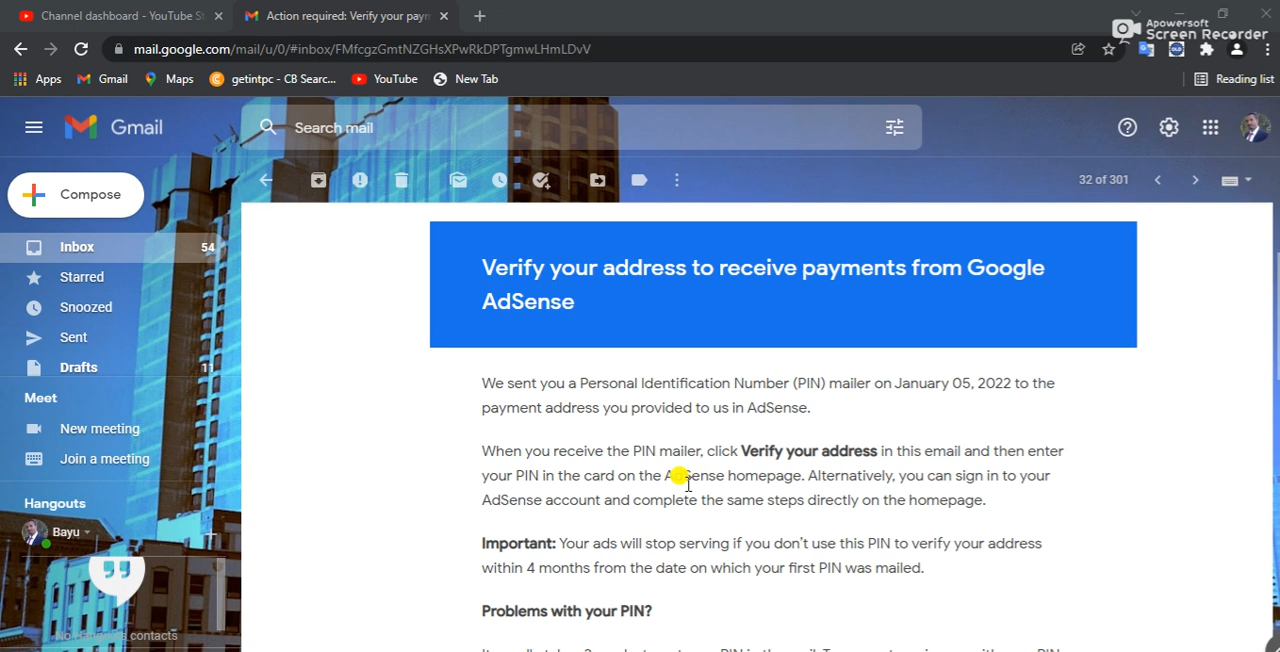 Channel dashboard - YouTube St
Action required: Verify your paym
Apowersoft
Screen Recorder
mail.google.com/mail/u/0/#inbox/FMfcgzGmtNZGHsXPwRkDPTgmwLHmLDvV
Apps
Gmail
Maps
getintpc - CB Searc...
YouTube
New Tab
Reading list
Gmail
Search mail
Compose
32 of 301
Inbox
54
Starred
Snoozed
Sent
Drafts
11
Meet
New meeting
Join a meeting
Hangouts
Bayu
No Hangouts contacts
Verify your address to receive payments from Google
AdSense
We sent you a Personal Identification Number (PIN) mailer on January 05, 2022 to the
payment address you provided to us in AdSense.
When you receive the PIN mailer, click Verify your address in this email and then enter
your PIN in the card on the AdSense homepage. Alternatively, you can sign in to your
AdSense account and complete the same steps directly on the homepage.
Important: Your ads will stop serving if you don't use this PIN to verify your address
within 4 months from the date on which your first PIN was mailed.
Problems with your PIN?